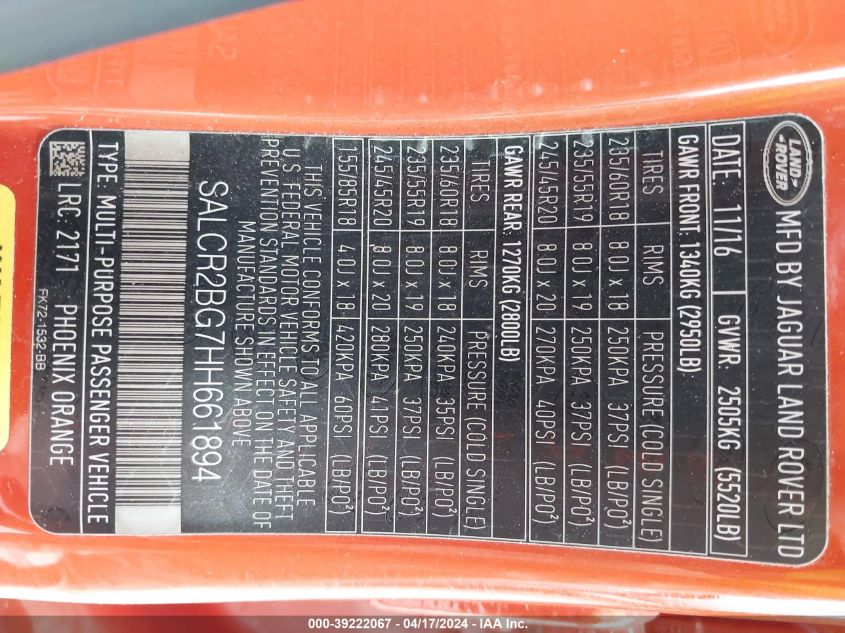 LAND-
ROVER
MFD BY JAGUAR LAND ROVER LTD
DATE: 11/16 GVWR: 2505KG (5520LB)
GAWR FRONT: 1340KG (2950LB)
TIRES RIMS PRESSURE (COLD SINGLE)
235/60R18 8.0J x 18 250KPA 37PSI (LB/PO²)
235/55R19 8.0J x 19 250KPA 37PSI (LB/PO²)
245/45R20 8.0J x 20 270KPA 40PSI (LB/PO²)
GAWR REAR: 1270KG (2800LB)
TIRES RIMS PRESSURE (COLD SINGLE)
235/60R18 8.0J x 18 240KPA 35PSI (LB/PO²)
235/55R19 8.0J x 19 250KPA 37PSI (LB/PO²)
245/45R20 8.0J x 20 280KPA 41PSI (LB/PO²)
155/85R18 4.0J x 18 420KPA 60PSI (LB/PO²)
THIS VEHICLE CONFORMS TO ALL APPLICABLE
U.S FEDERAL MOTOR VEHICLE SAFETY AND THEFT
PREVENTION STANDARDS IN EFFECT ON THE DATE OF
MANUFACTURE SHOWN ABOVE
SALCR2BG7HH661894
TYPE: MULTI-PURPOSE PASSENGER VEHICLE
LRC: 2171 PHOENIX ORANGE
FK72-1532-BB
000-39222067 - 04/17/2024 - IAA Inc.